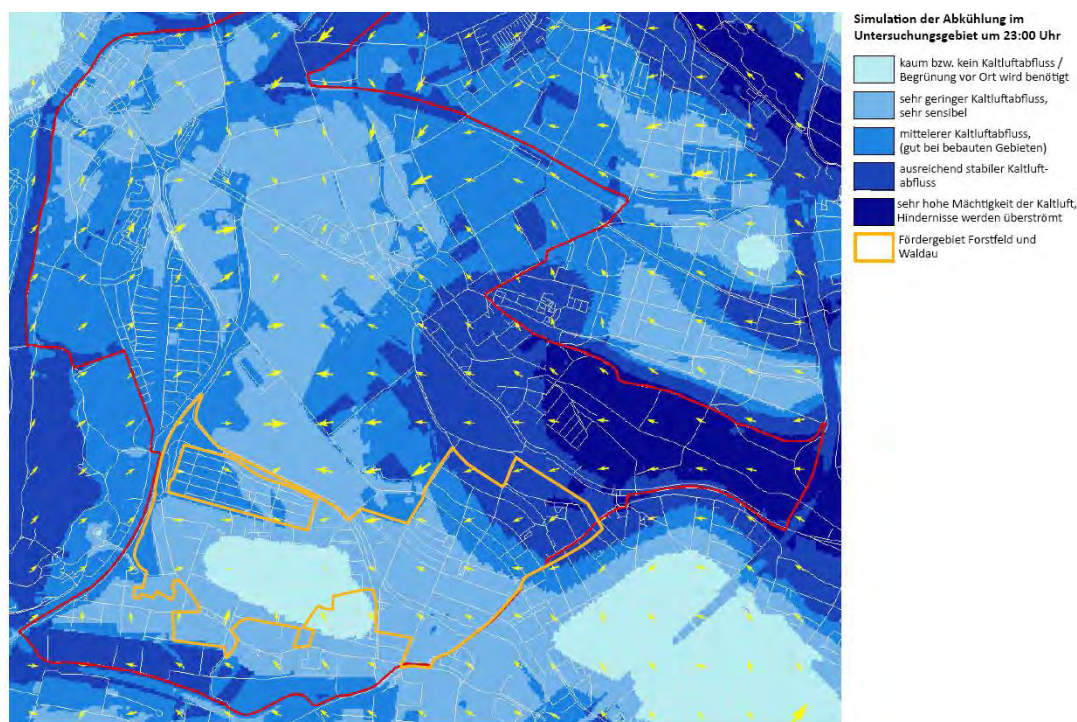 Simulation der Abkühlung im
Untersuchungsgebiet um 23:00 Uhr
kaum bzw. kein Kaltluftabfluss /
Begrünung vor Ort wird benötigt
sehr geringer Kaltluftabfluss,
sehr sensibel
mittelerer Kaltluftabfluss,
(gut bei bebauten Gebieten)
ausreichend stabiler Kaltluft-
abfluss
sehr hohe Mächtigkeit der Kaltluft,
Hindernisse werden überströmt
Fördergebiet Forstfeld und
Waldau